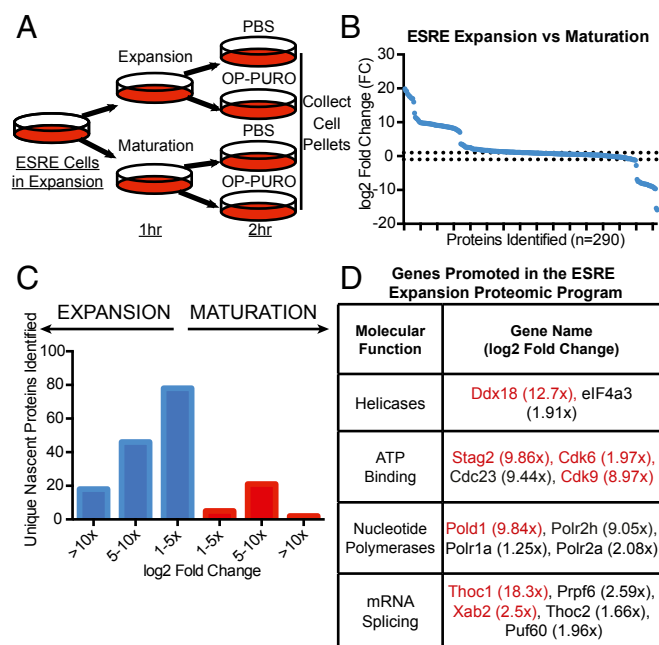 A
PBS
Expansion
OP-PURO
Maturation
PBS
ESRE Cells
in Expansion
OP-PURO
Collect
Cell
Pellets
1hr
2hr
B
ESRE Expansion vs Maturation
log2 Fold Change (FC)
30
20
10
0
-10
-20
Proteins Identified (n=290)
C
EXPANSION
MATURATION
Unique Nascent Proteins Identified
100
80
60
40
20
0
>10x
5-10x
1-5x
1-5x
5-10x
>10x
log2 Fold Change
D
Genes Promoted in the ESRE
Expansion Proteomic Program
Molecular
Function
Gene Name
(log2 Fold Change)
Helicases
Ddx18 (12.7x), eIF4a3
(1.91x)
ATP
Binding
Stag2 (9.86x), Cdk6 (1.97x)
Cdc23 (9.44x), Cdk9 (8.97x)
Nucleotide
Polymerases
Pold1 (9.84x), Polr2h (9.05x),
Polr1a (1.25x), Polr2a (2.08x)
mRNA
Splicing
Thoc1 (18.3x), Prpf6 (2.59x),
Xab2 (2.5x), Thoc2 (1.66x),
Puf60 (1.96x)